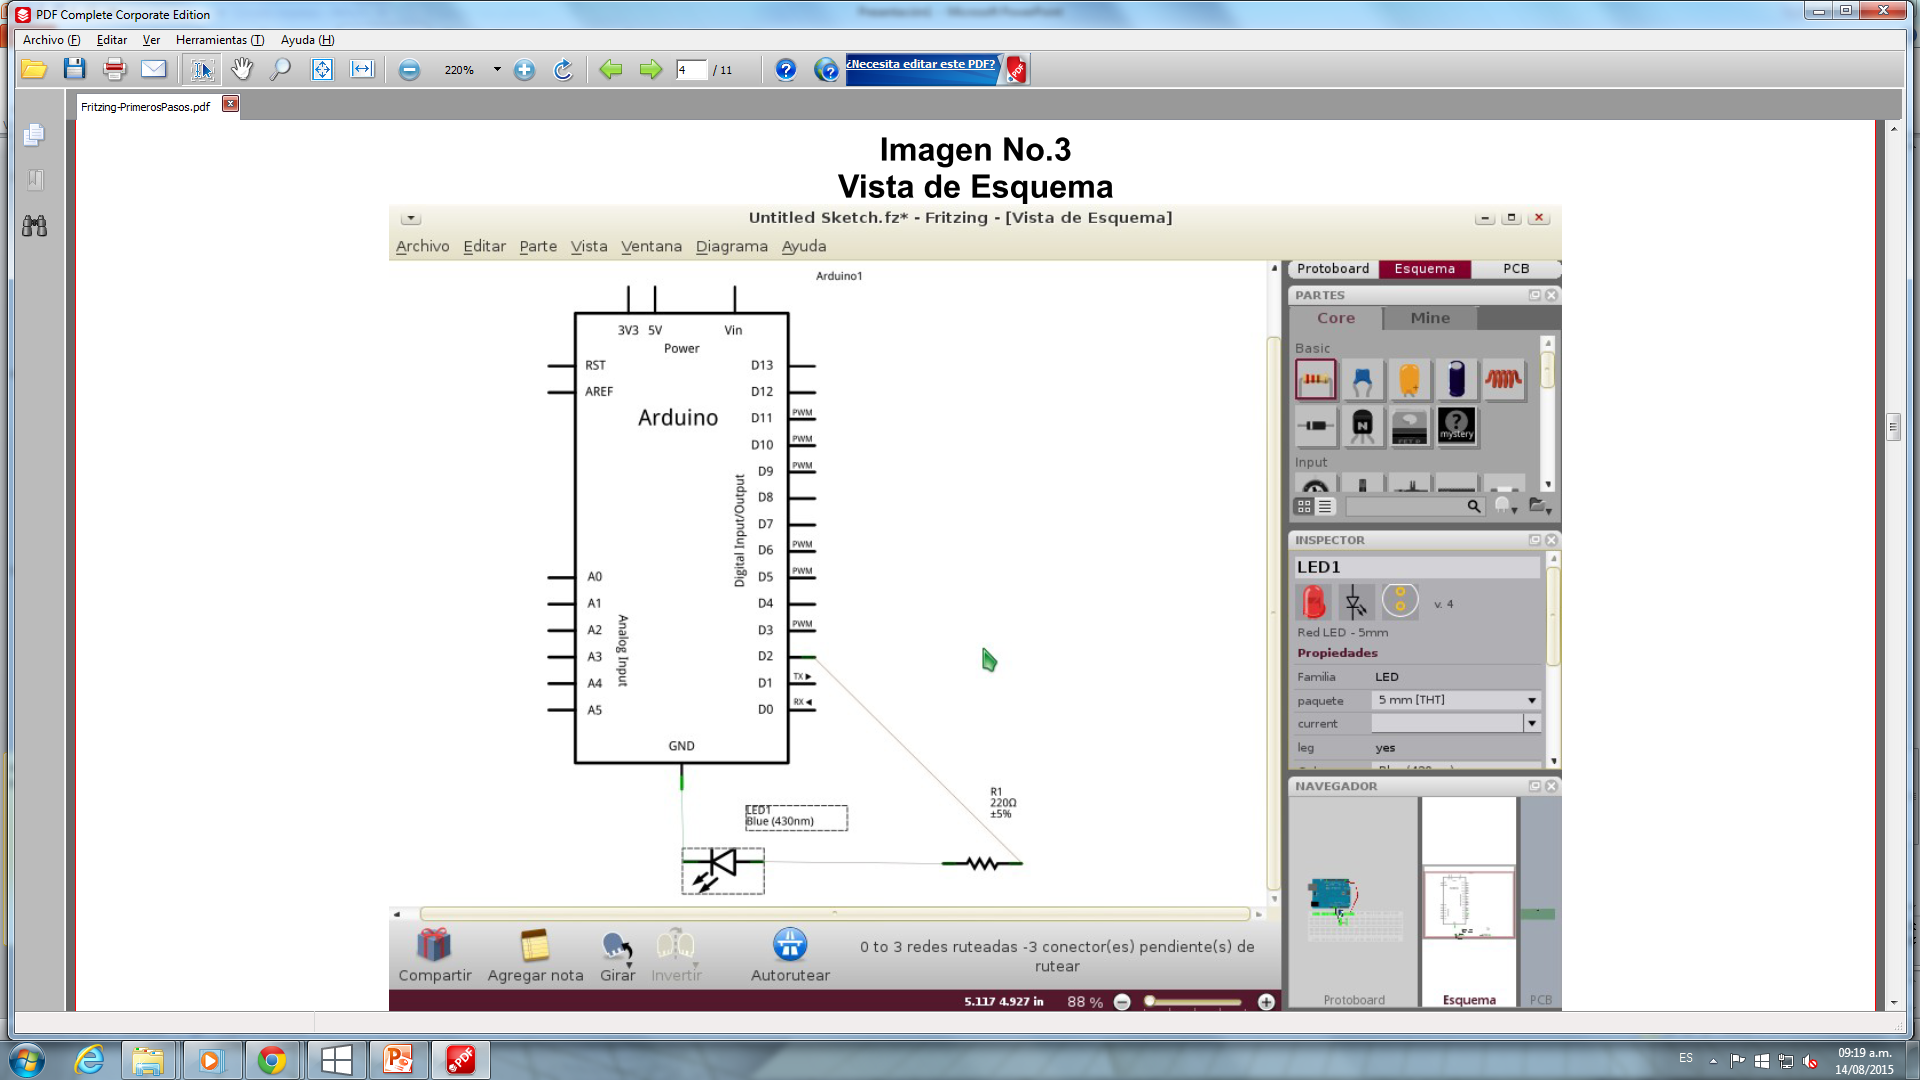 PDF Complete Corporate Edition
Archivo (F) Editar Ver Herramientas (T) Ayuda (H)
220% 4 / 11 ¿Necesita editar este PDF?
Fritzing-PrimerosPasos.pdf
Imagen No.3
Vista de Esquema
Untitled Sketch.fz* - Fritzing - [Vista de Esquema]
Archivo Editar Parte Vista Ventana Diagrama Ayuda
Arduino1
3V3 5V Vin
Power
RST
AREF
Arduino
D13
D12
D11 PWM
D10 PWM
D9 PWM
D8
D7
D6 PWM
D5 PWM
D4
D3 PWM
D2
D1 TX
D0 RX
Digital Input/Output
A0
A1
A2
A3
A4
A5
Analog Input
GND
LED1
Blue (430nm)
R1
220Ω
±5%
Protoboard Esquema PCB
PARTES
Core Mine
Basic
N
mystery
Input
INSPECTOR
LED1
v. 4
Red LED - 5mm
Propiedades
Familia LED
paquete 5 mm [THT]
current
leg yes
NAVEGADOR
Protoboard Esquema PCB
Compartir Agregar nota Girar Invertir Autorutear
0 to 3 redes ruteadas -3 conector(es) pendiente(s) de
rutear
5.117 4.927 in 88 %
ES
09:19 a.m.
14/08/2015